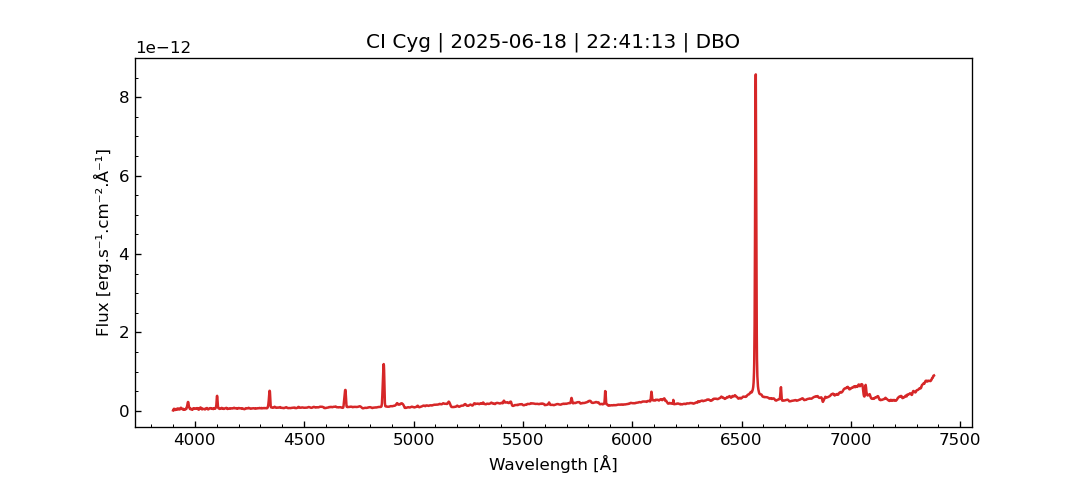 CI Cyg | 2025-06-18 | 22:41:13 | DBO
1e−12
8
6
4
2
0
Flux [erg.s⁻¹.cm⁻².Å⁻¹]
4000 4500 5000 5500 6000 6500 7000 7500
Wavelength [Å]